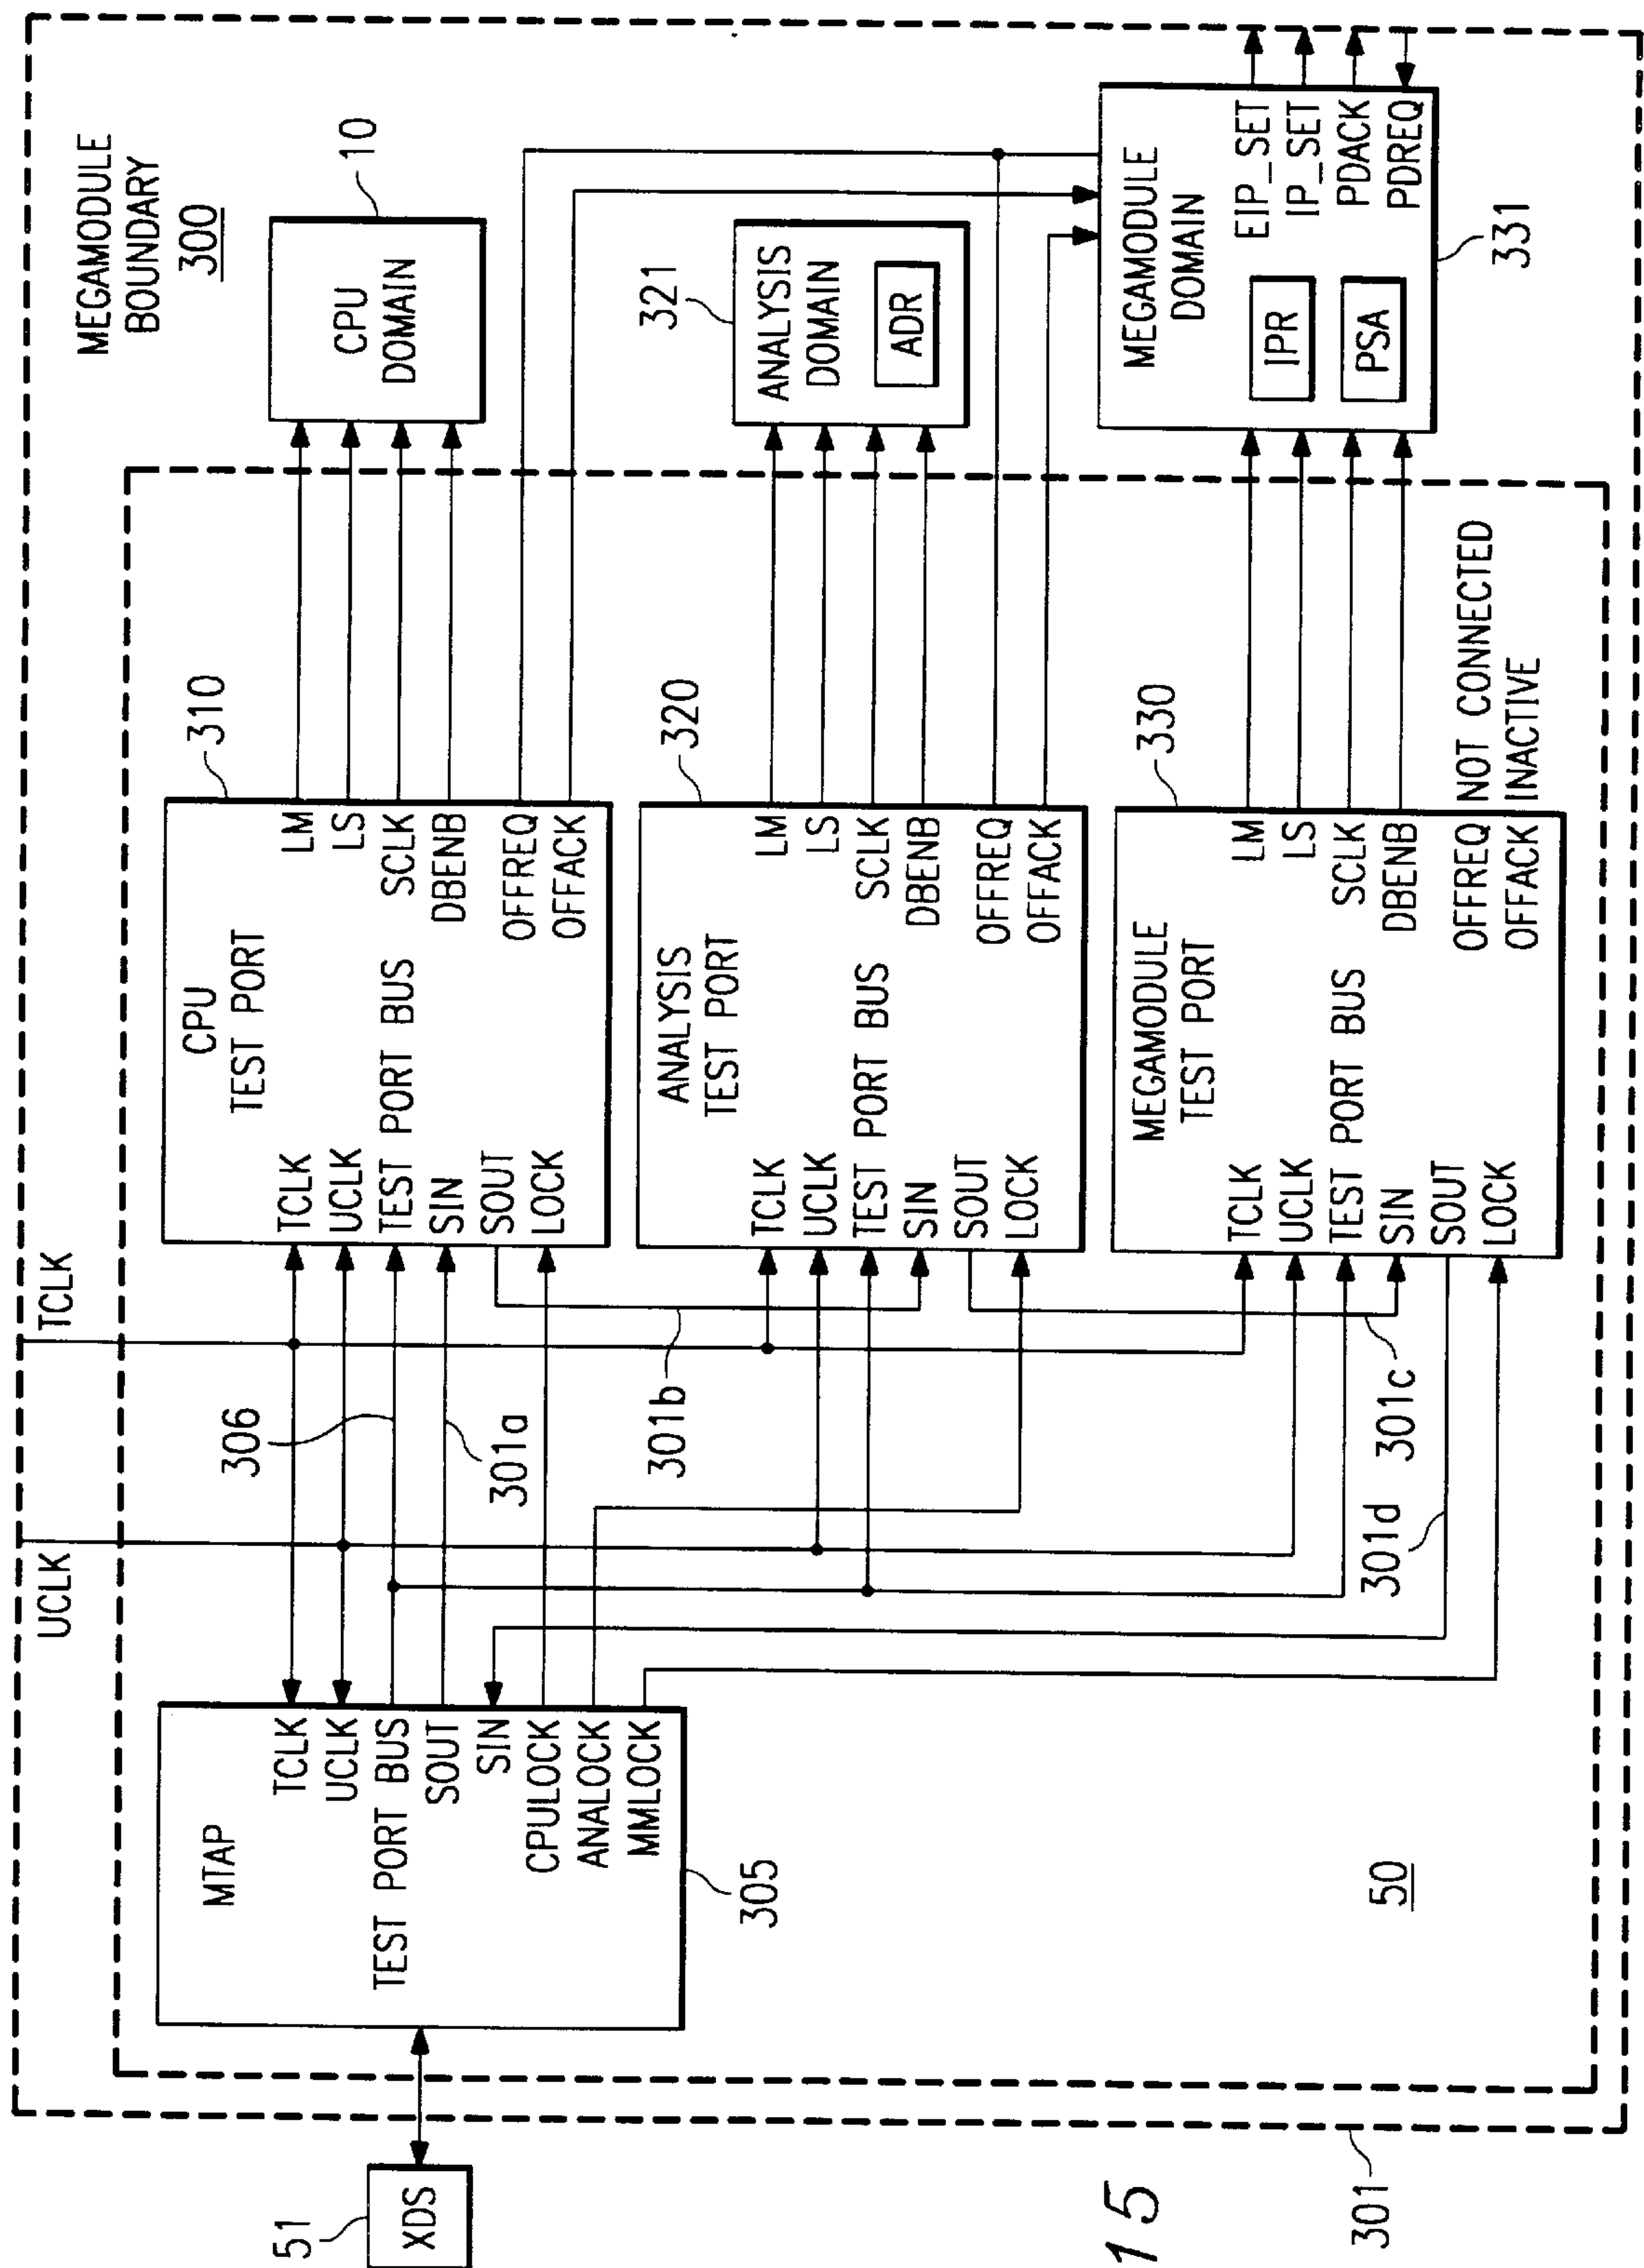 MEGAMODULE
BOUNDARY
300
UCLK
TCLK
51
XDS
MTAP
TCLK
UCLK
TEST PORT BUS
SOUT
SIN
CPULOCK
ANALOCK
MMLOCK
305
306
301a
301b
301c
301d
CPU
TEST PORT
310
TCLK
UCLK
TEST PORT BUS
SIN
SOUT
LOCK
LM
LS
SCLK
DBENB
OFFREQ
OFFACK
CPU
DOMAIN
10
ANALYSIS
TEST PORT
320
TCLK
UCLK
TEST PORT BUS
SIN
SOUT
LOCK
LM
LS
SCLK
DBENB
OFFREQ
OFFACK
ANALYSIS
DOMAIN
ADR
321
MEGAMODULE
TEST PORT
330
TCLK
UCLK
TEST PORT BUS
SIN
SOUT
LOCK
LM
LS
SCLK
DBENB
OFFREQ NOT CONNECTED
OFFACK INACTIVE
MEGAMODULE
DOMAIN
IPR
PSA
EIP_SET
IP_SET
PDACK
PDREQ
331
50
301
15